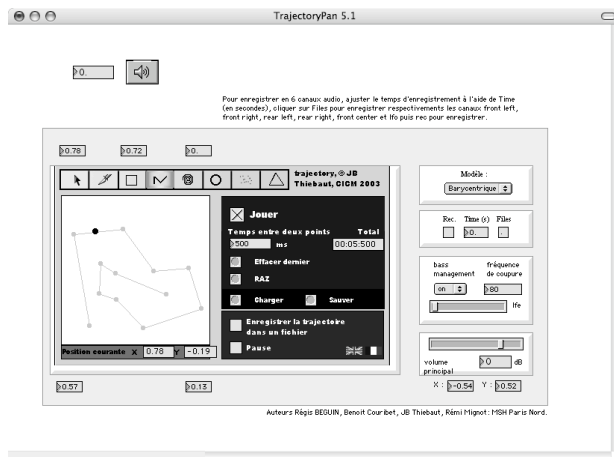 TrajectoryPan 5.1
0.
Pour enregistrer en 6 canaux audio, ajuster le temps d'enregistrement à l'aide de Time
(en secondes), cliquer sur Files pour enregistrer respectivements les canaux front left,
front right, rear left, rear right, front center et lfo puis rec pour enregistrer.
0.78 0.72 0.
trajectory, © JB
Thiebaut, CICM 2003
Jouer
Temps entre deux points Total
500 ms 00:05:500
Effacer dernier
RAZ
Charger Sauver
Enregistrer la trajectoire
dans un fichier
Pause
Position courante X 0.78 Y -0.19
0.57 0.13
Modèle :
Barycentrique
Rec. Time (s) Files
0.
bass
management
fréquence
de coupure
on 80
lfe
volume
principal
0 dB
X : -0.54 Y : 0.52
Auteurs Régis BEGUIN, Benoit Couribet, JB Thiebaut, Rémi Mignot: MSH Paris Nord.